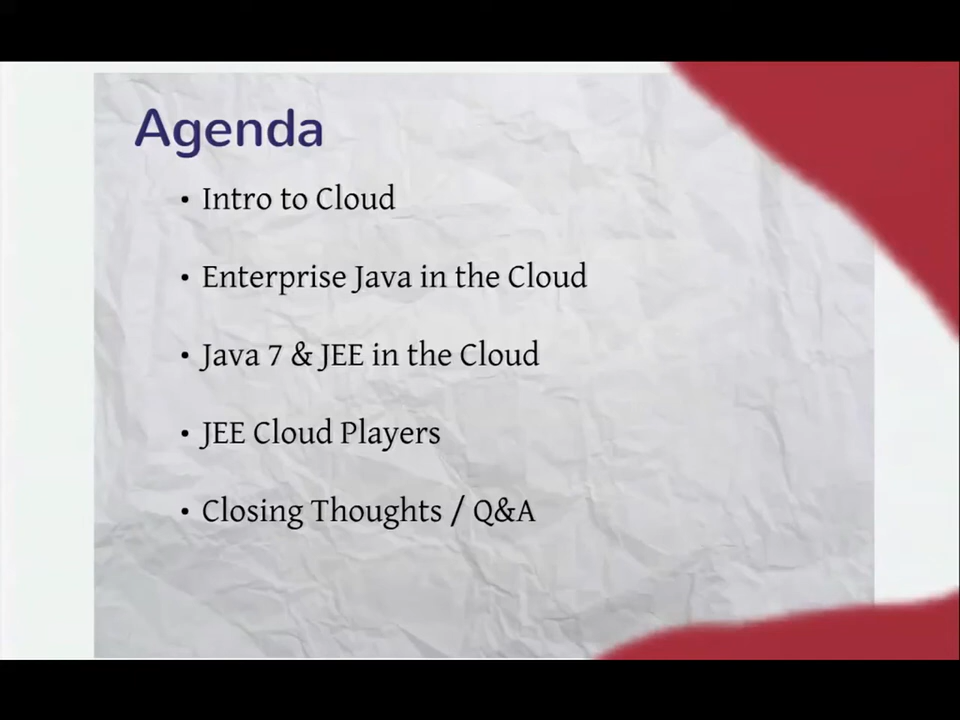 Agenda
• Intro to Cloud
• Enterprise Java in the Cloud
• Java 7 & JEE in the Cloud
• JEE Cloud Players
• Closing Thoughts / Q&A